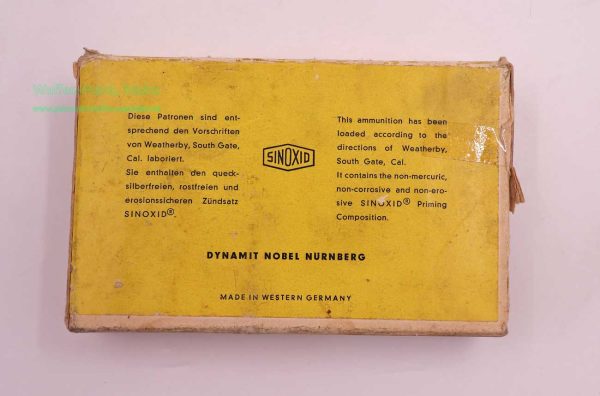 Diese Patronen sind ent-
sprechend den Vorschriften
von Weatherby, South Gate,
Cal. laboriert.
Sie enthalten den queck-
silberfreien, rostfreien und
erosionssicheren Zündsatz
SINOXID®.
SINOXID
This ammunition has been
loaded according to the
directions of Weatherby,
South Gate, Cal.
It contains the non-mercuric,
non-corrosive and non-ero-
sive SINOXID® Priming
Composition.
DYNAMIT NOBEL NÜRNBERG
MADE IN WESTERN GERMANY